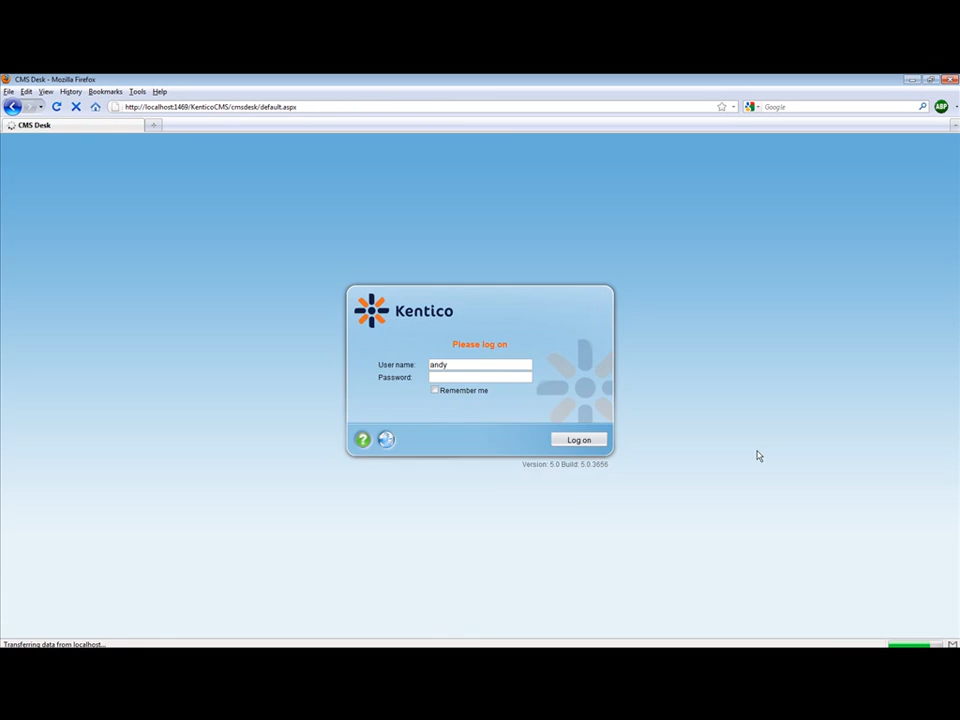 CMS Desk - Mozilla Firefox
File Edit View History Bookmarks Tools Help
http://localhost:1469/KenticoCMS/cmsdesk/default.aspx
Google
ABP
CMS Desk
Kentico
Please log on
User name: andy
Password:
Remember me
Log on
Version: 5.0 Build: 5.0.3656
Transferring data from localhost...